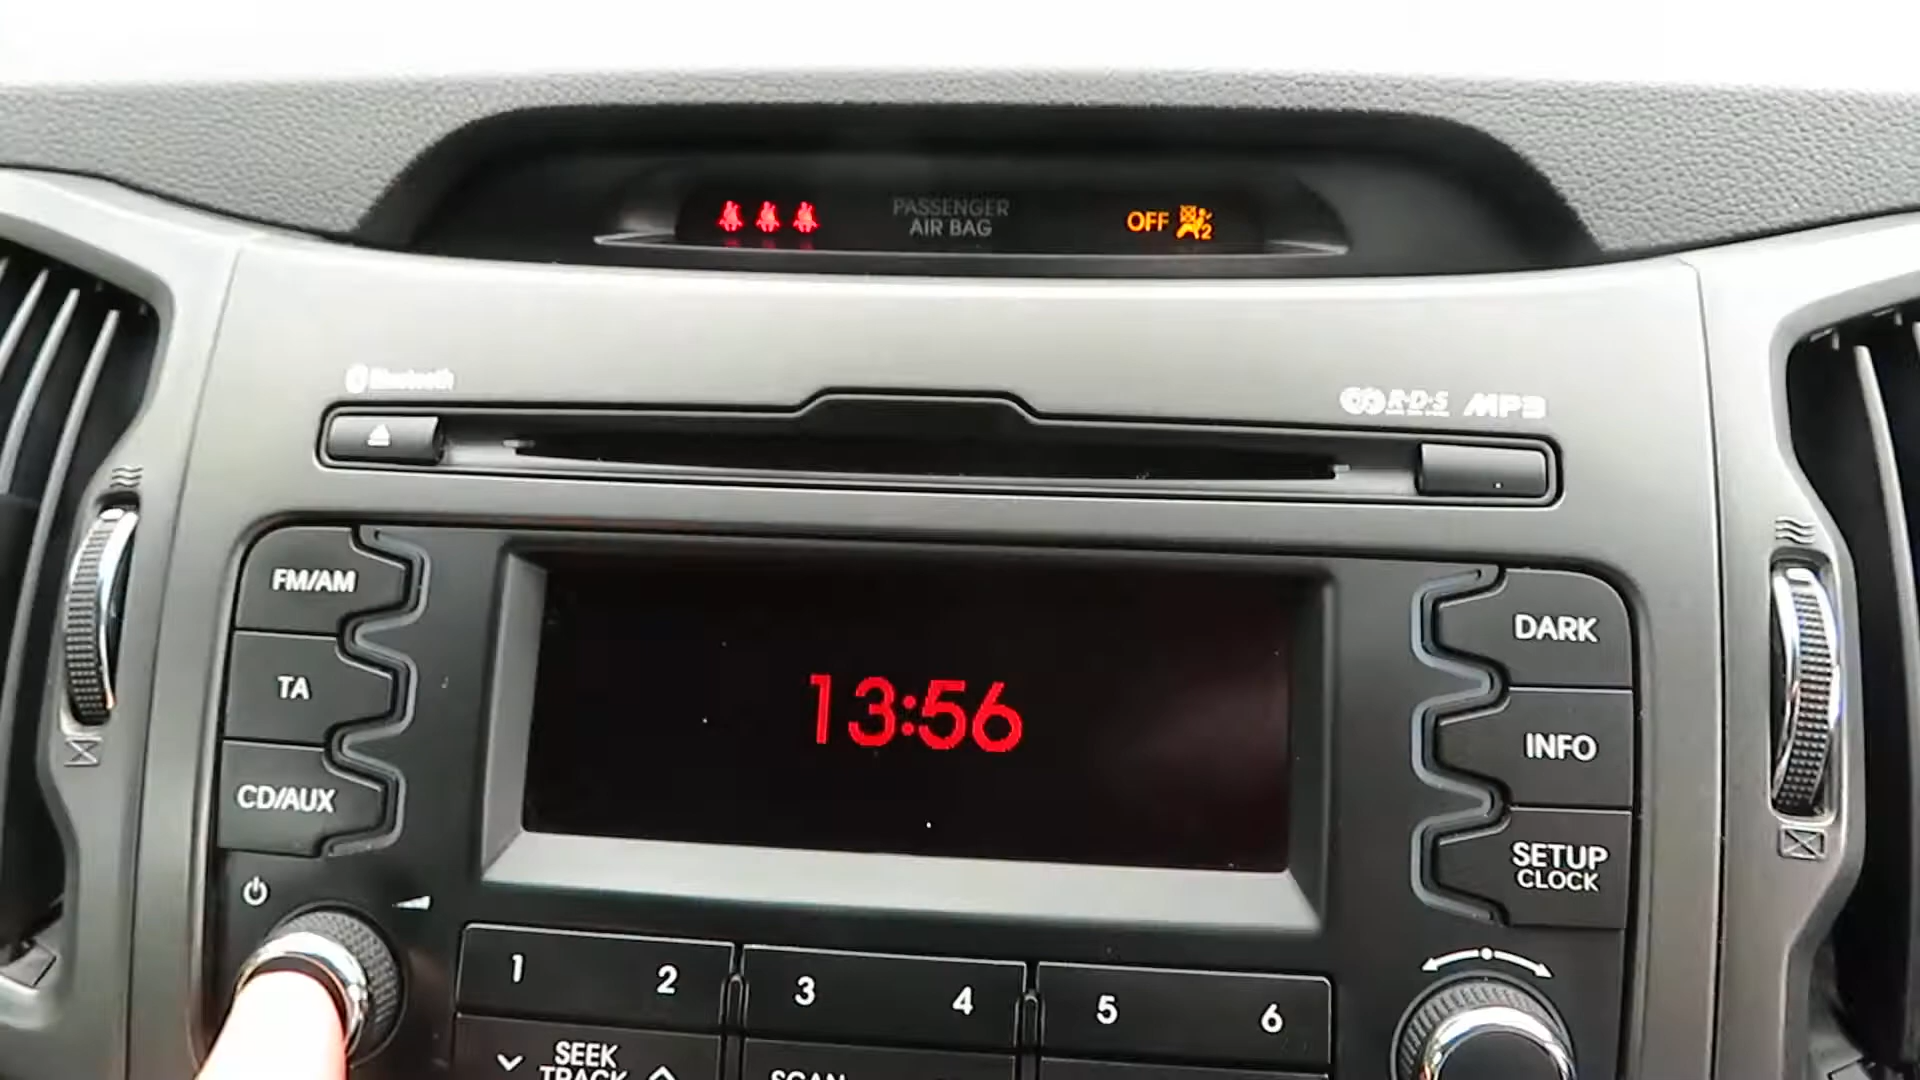 PASSENGER
AIR BAG
OFF
2
Bluetooth
R·D·S MP3
FM/AM
DARK
13:56
TA
INFO
CD/AUX
SETUP
CLOCK
1 2 3 4 5 6
SEEK
TRACK
SCAN